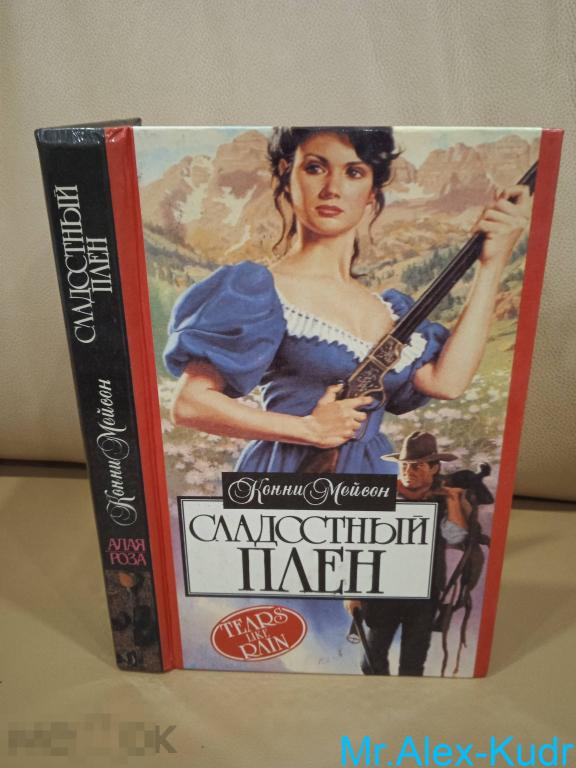 СЛАДОСТНЫЙ
ПЛЕН
Конни Мейсон
АЛАЯ
РОЗА
Конни Мейсон
СЛАДОСТНЫЙ
ПЛЕН
TEARS
LIKE
RAIN
Mr.Alex-Kudr